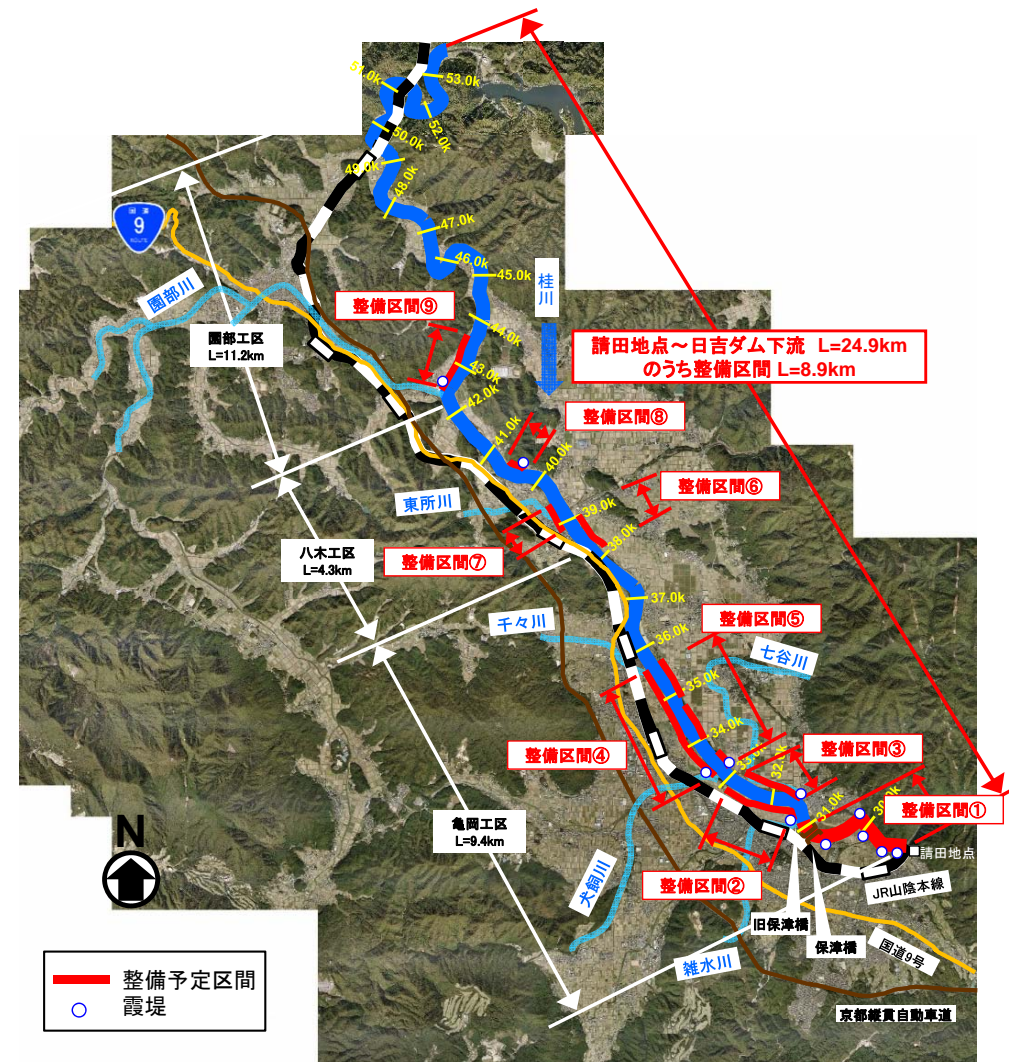 53.0k
51.0k
52.0k
50.0k
49.0k
48.0k
47.0k
46.0k
45.0k
国道
9
ROUTE
園部川
桂川
整備区間⑨
44.0k
43.0k
42.0k
園部工区
L=11.2km
請田地点～日吉ダム下流 L=24.9km
のうち整備区間 L=8.9km
整備区間⑧
41.0k
40.0k
整備区間⑥
東所川
39.0k
38.0k
八木工区
L=4.3km
整備区間⑦
37.0k
千々川
整備区間⑤
36.0k
七谷川
35.0k
34.0k
整備区間④
33.0k
32.0k
整備区間③
31.0k
30.0k
整備区間①
亀岡工区
L=9.4km
請田地点
整備区間②
JR山陰本線
犬飼川
旧保津橋
保津橋
国道9号
雑水川
京都縦貫自動車道
N
整備予定区間
霞堤